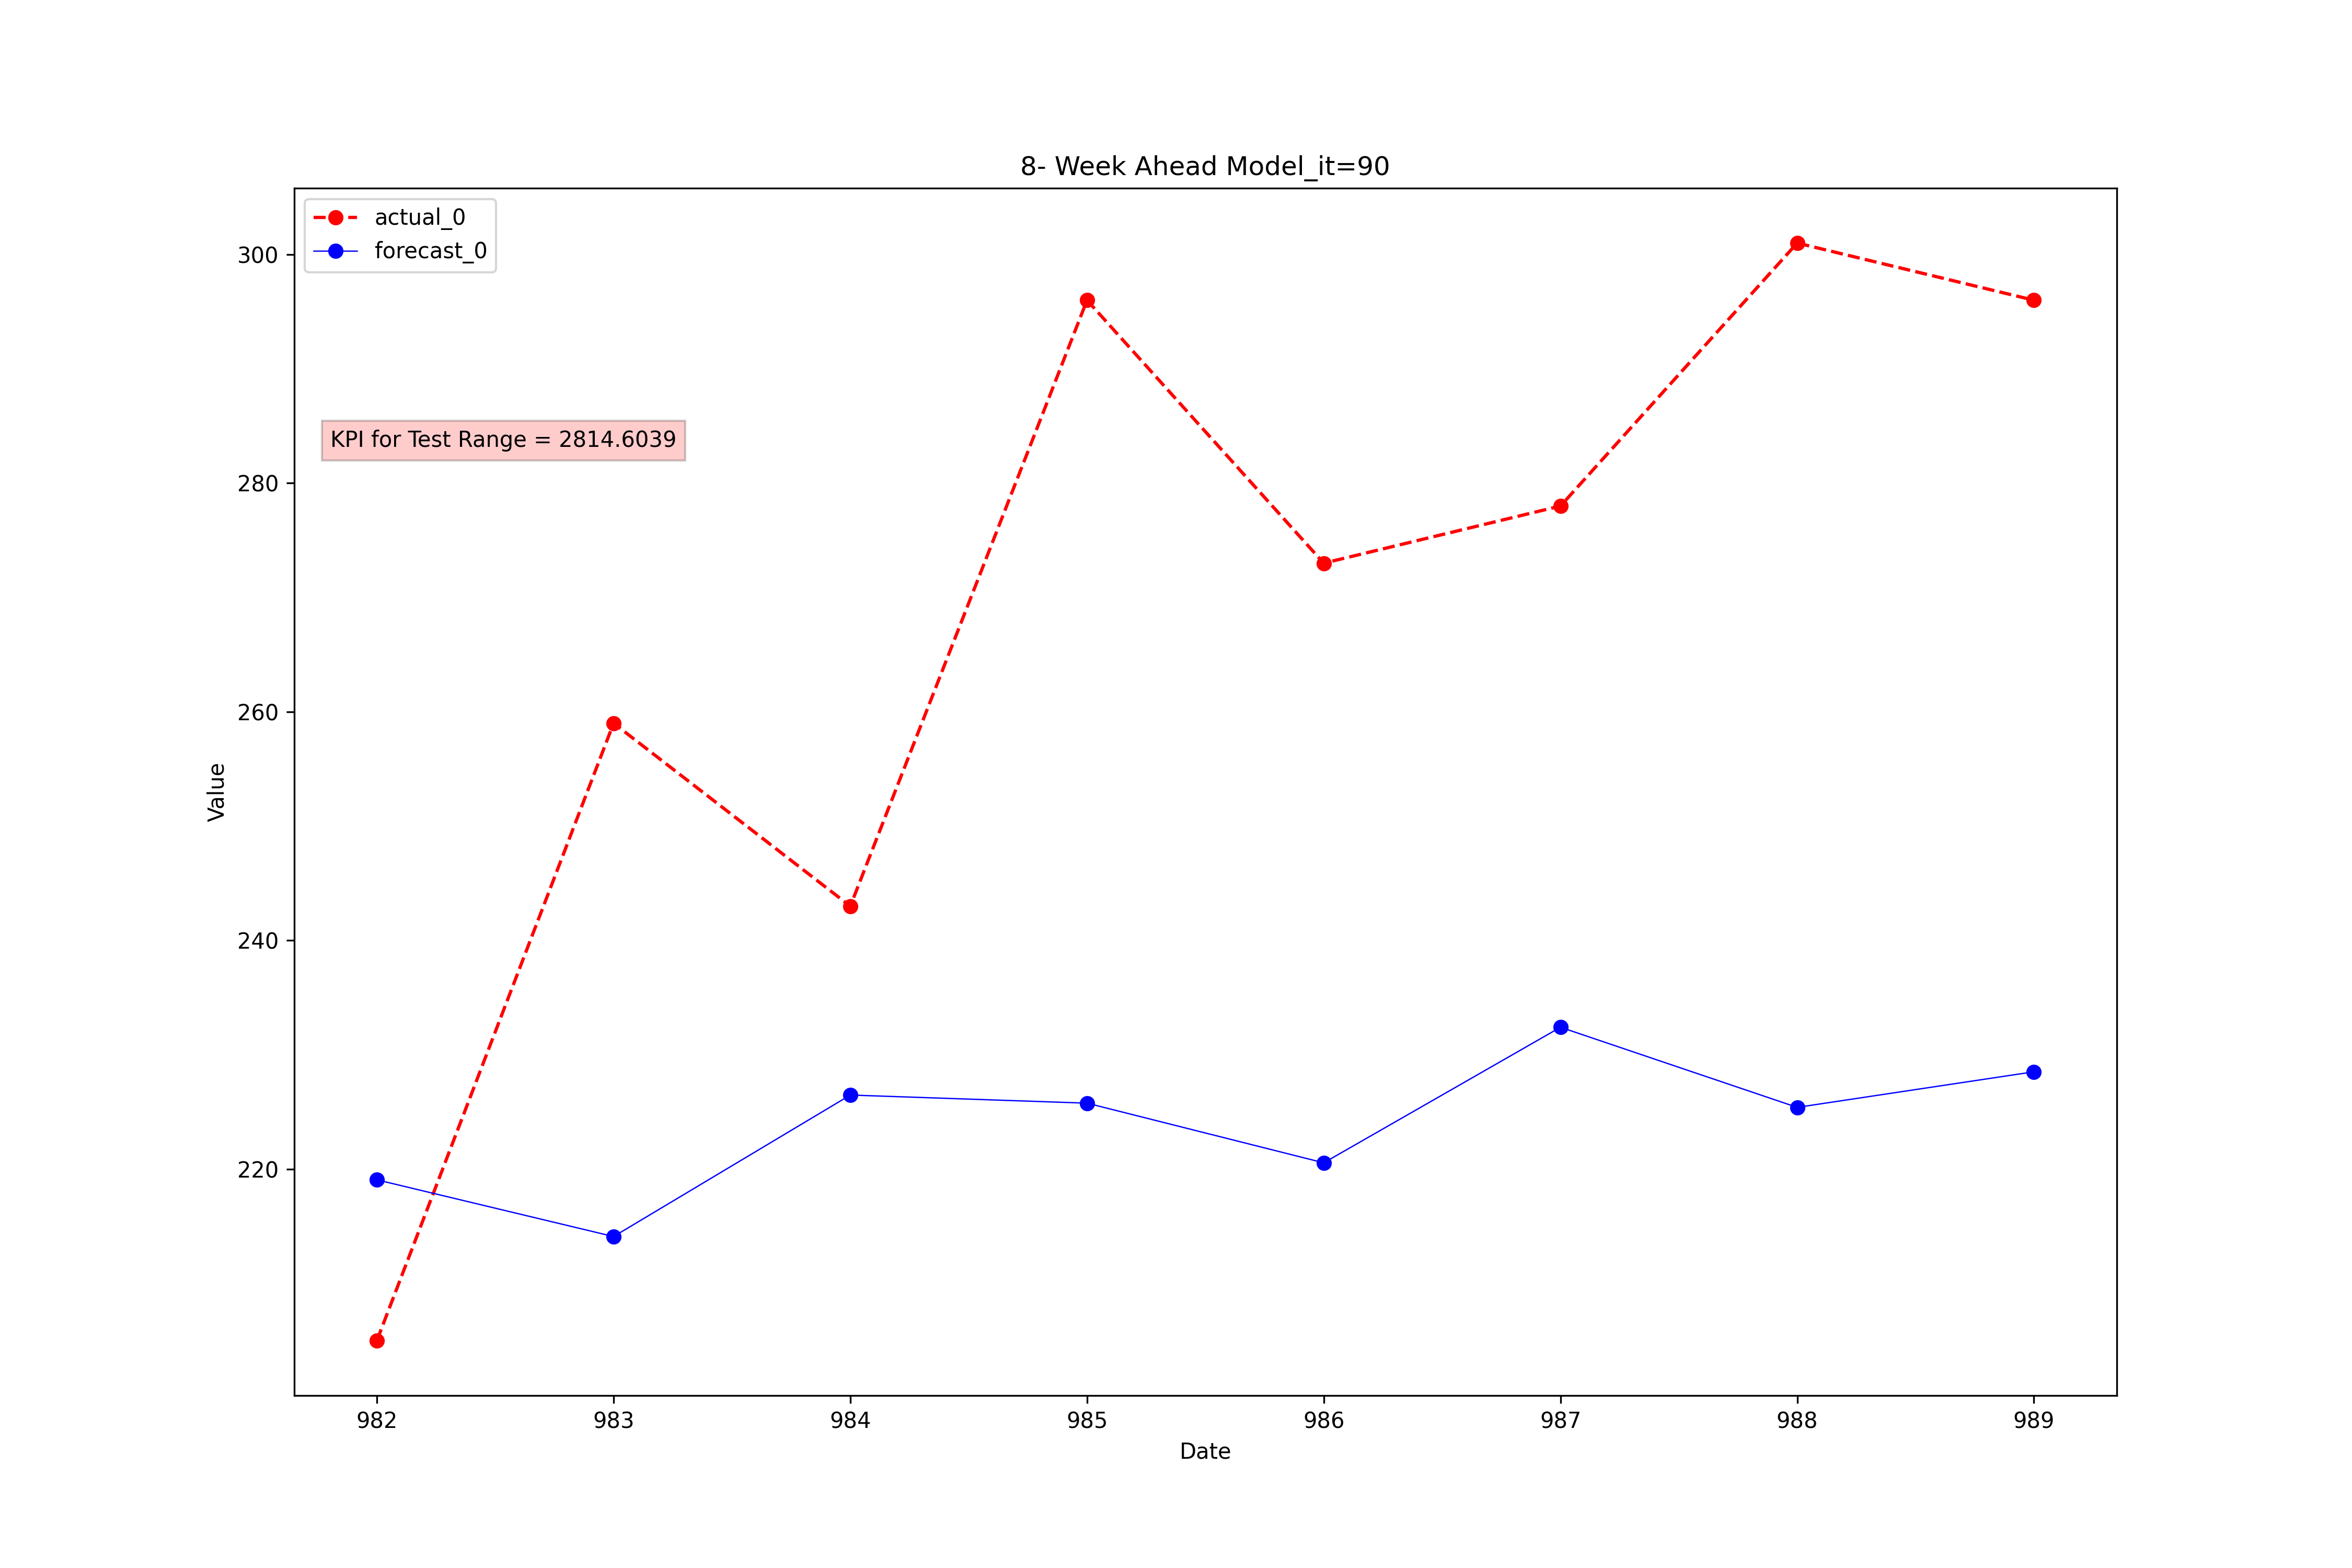 8- Week Ahead Model_it=90
actual_0
forecast_0
KPI for Test Range = 2814.6039
300
280
260
240
220
Value
982 983 984 985 986 987 988 989
Date